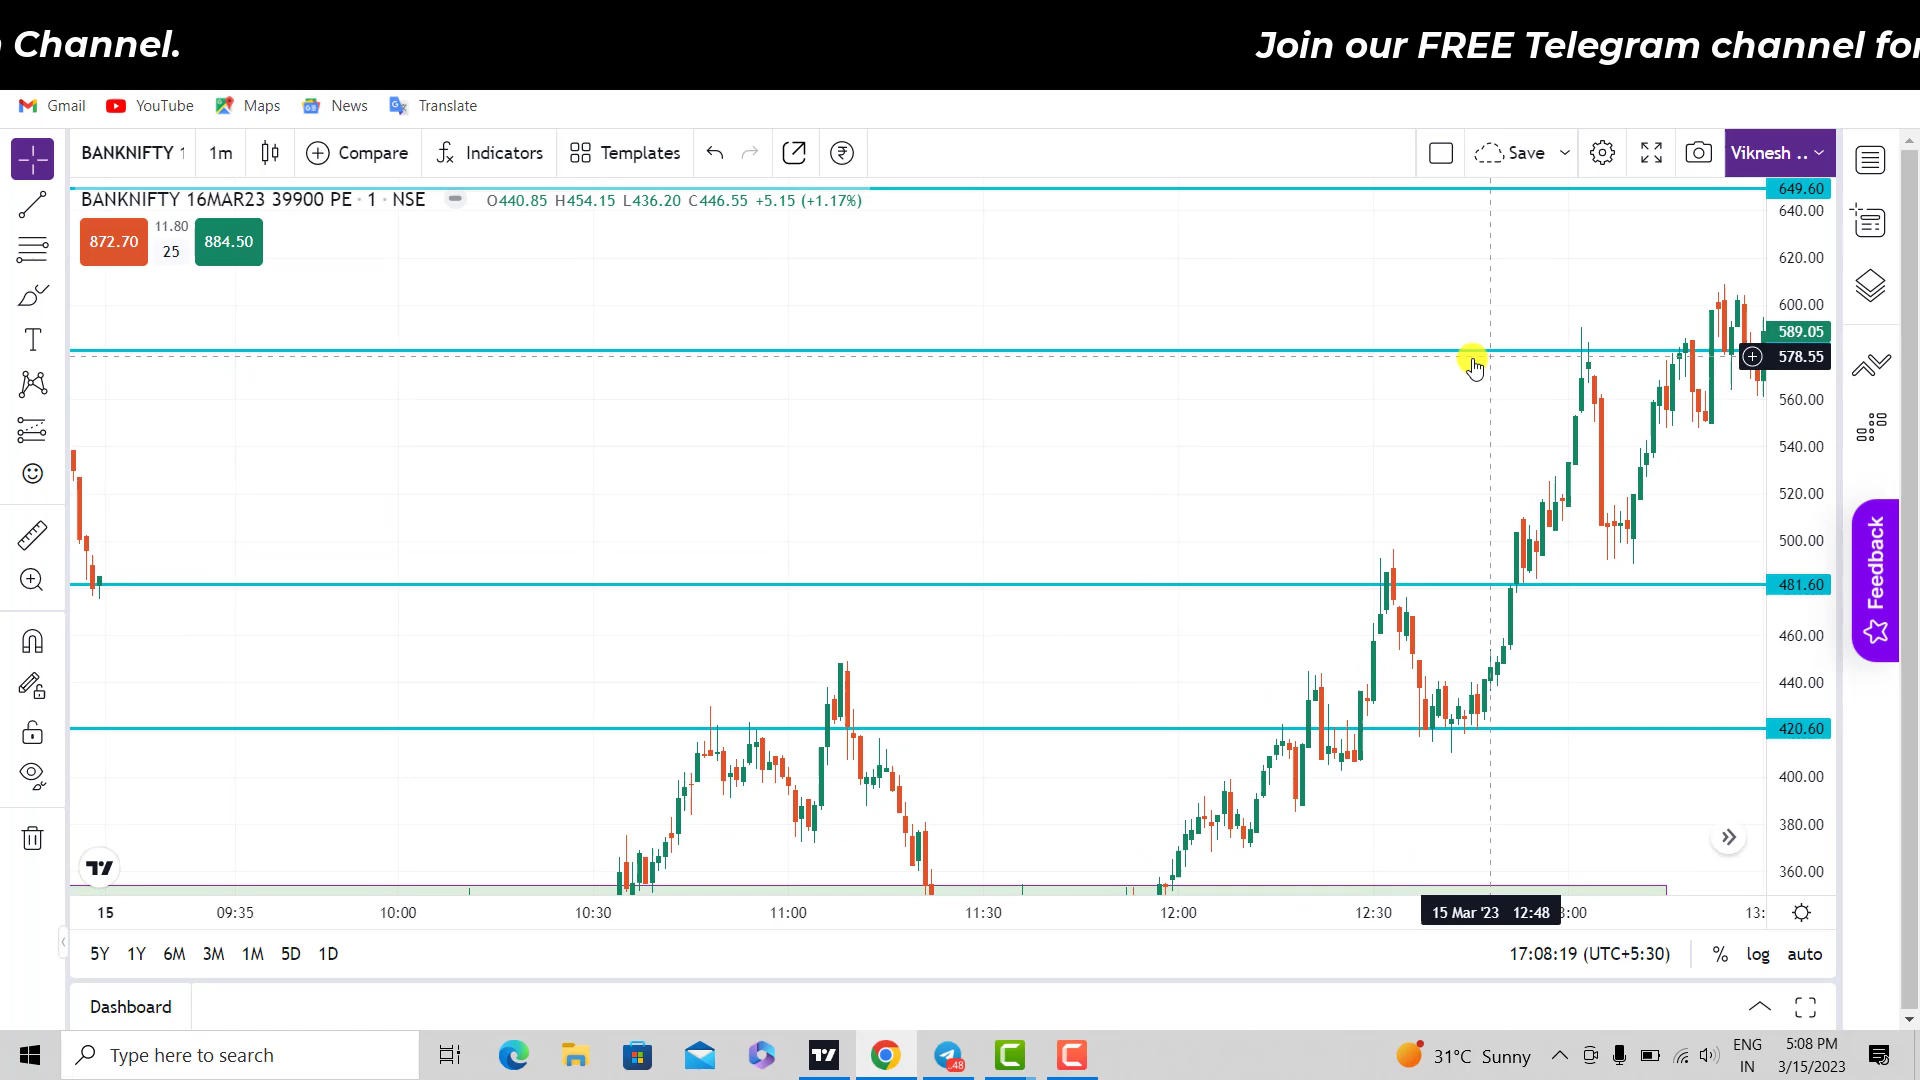 Channel.
Join our FREE Telegram channel for
Gmail YouTube Maps News Translate
BANKNIFTY 1m Compare Indicators Templates Save Viknesh ..
BANKNIFTY 16MAR23 39900 PE · 1 · NSE O440.85 H454.15 L436.20 C446.55 +5.15 (+1.17%)
872.70 11.80 25 884.50
649.60
640.00
620.00
600.00
589.05
578.55
560.00
540.00
520.00
500.00
481.60
460.00
440.00
420.60
400.00
380.00
360.00
Feedback
15 09:35 10:00 10:30 11:00 11:30 12:00 12:30 15 Mar '23 12:48 3:00 13:
5Y 1Y 6M 3M 1M 5D 1D 17:08:19 (UTC+5:30) % log auto
Dashboard
Type here to search 48 31°C Sunny ENG IN 5:08 PM 3/15/2023